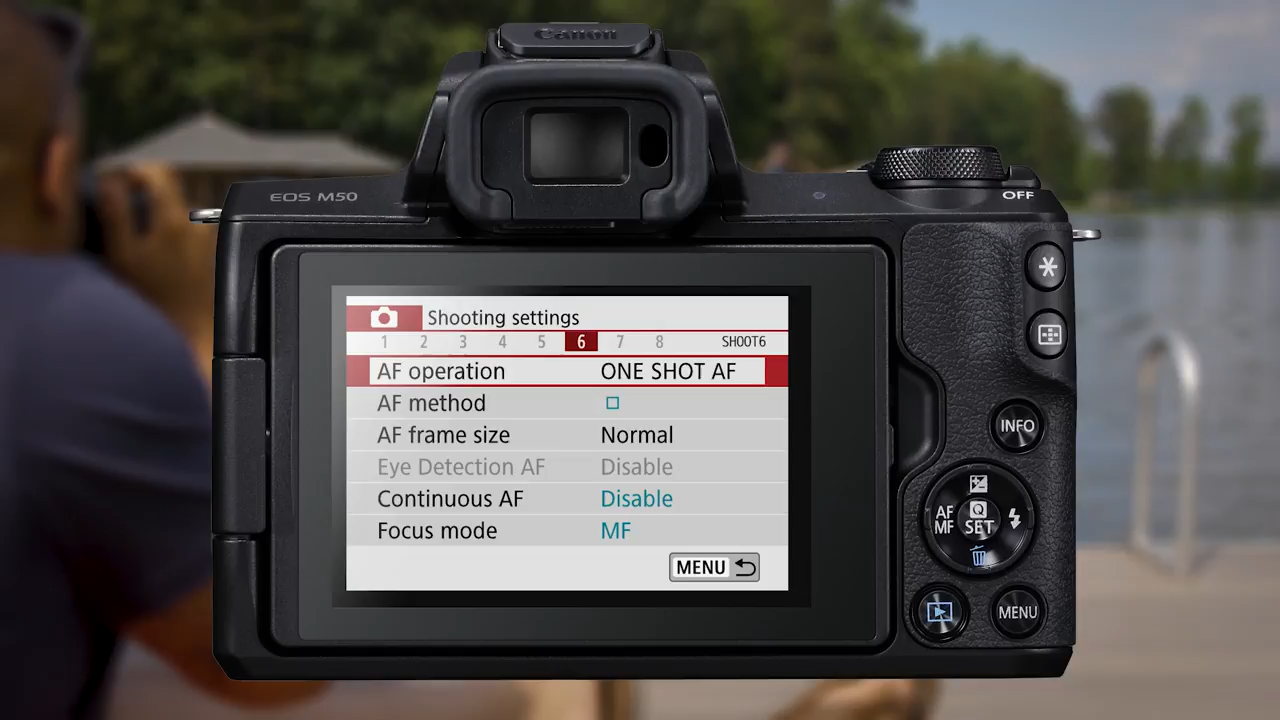 Canon
EOS M50
OFF
Shooting settings
1 2 3 4 5 6 7 8 SHOOT6
AF operation ONE SHOT AF
AF method
AF frame size Normal
Eye Detection AF Disable
Continuous AF Disable
Focus mode MF
MENU
INFO
AF
MF
Q
SET
MENU